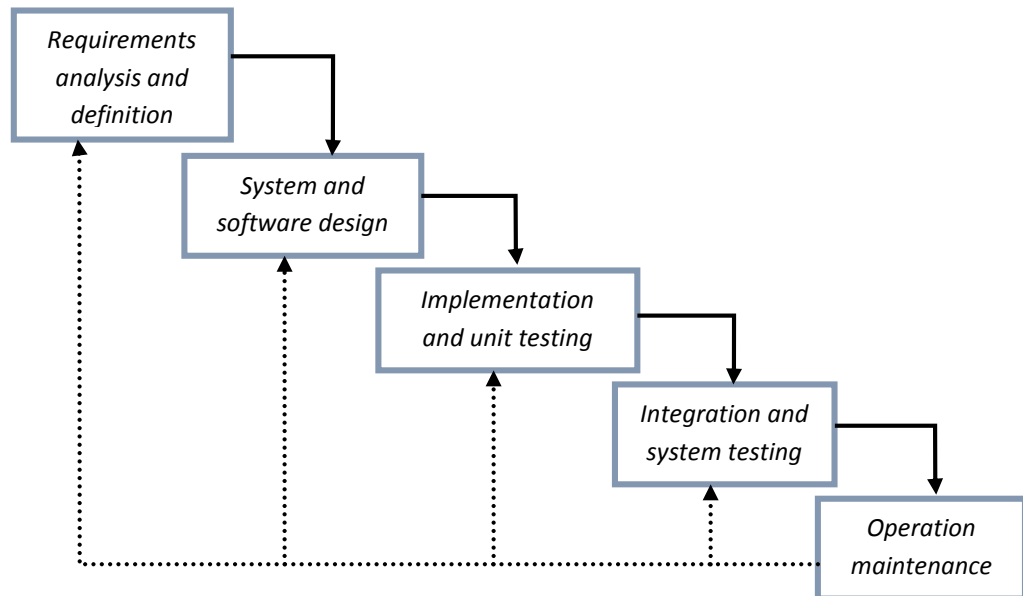 Requirements
analysis and
definition
System and
software design
Implementation
and unit testing
Integration and
system testing
Operation
maintenance